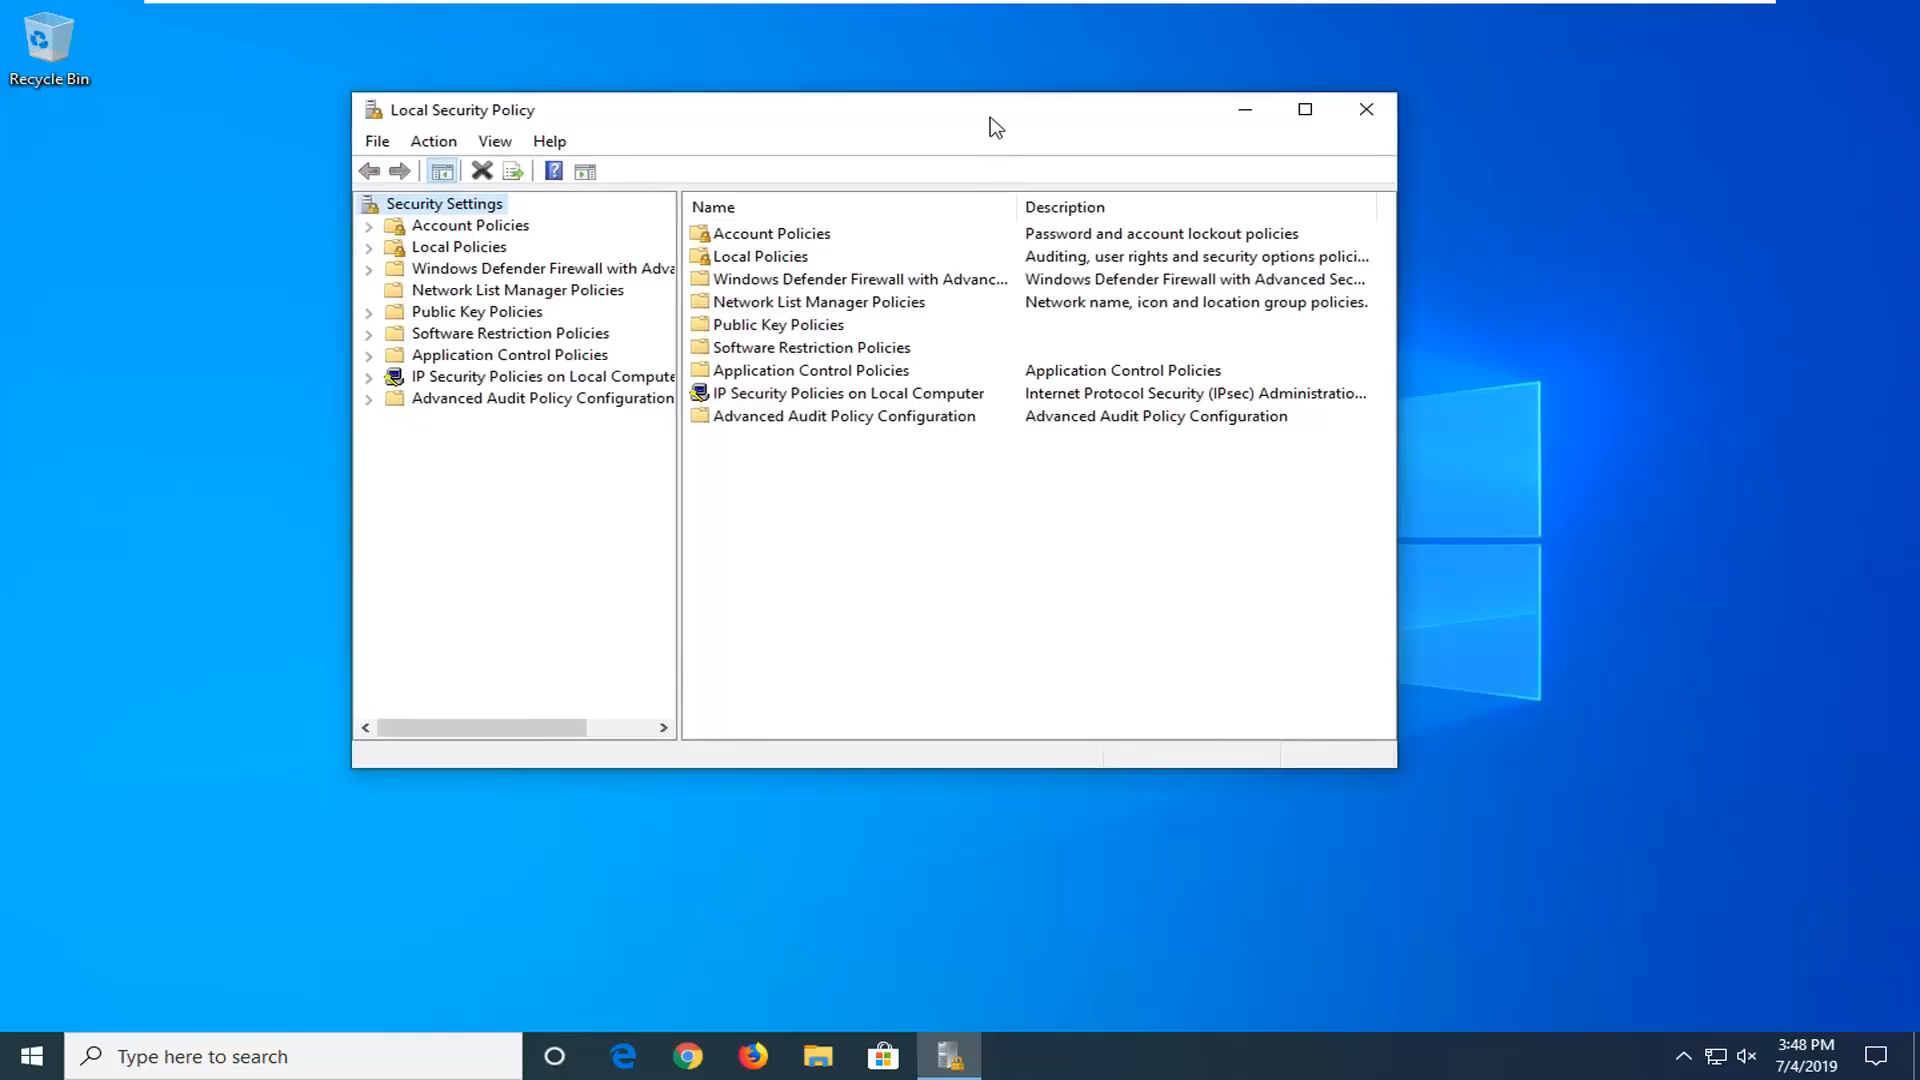 Recycle Bin
Local Security Policy
File Action View Help
Security Settings
Account Policies
Local Policies
Windows Defender Firewall with Adva
Network List Manager Policies
Public Key Policies
Software Restriction Policies
Application Control Policies
IP Security Policies on Local Compute
Advanced Audit Policy Configuration
Name Description
Account Policies Password and account lockout policies
Local Policies Auditing, user rights and security options polici...
Windows Defender Firewall with Advanc... Windows Defender Firewall with Advanced Sec...
Network List Manager Policies Network name, icon and location group policies.
Public Key Policies
Software Restriction Policies
Application Control Policies Application Control Policies
IP Security Policies on Local Computer Internet Protocol Security (IPsec) Administratio...
Advanced Audit Policy Configuration Advanced Audit Policy Configuration
Type here to search
3:48 PM
7/4/2019